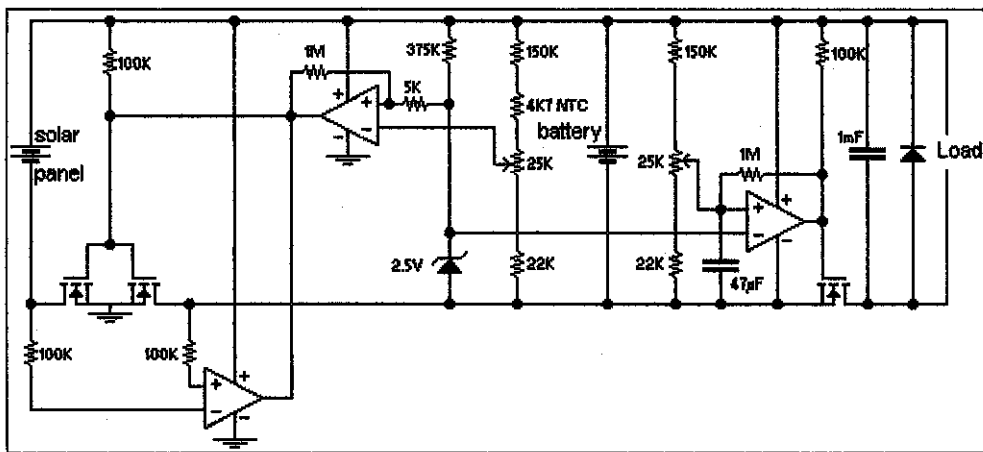 100K
1M
375K
150K
150K
100K
5K
+
+
+
4K7 NTC
solar
panel
battery
1mF
Load
-
-
25K
25K
1M
+
+
-
-
2.5V
22K
22K
47µF
100K
100K
+
+
-
-